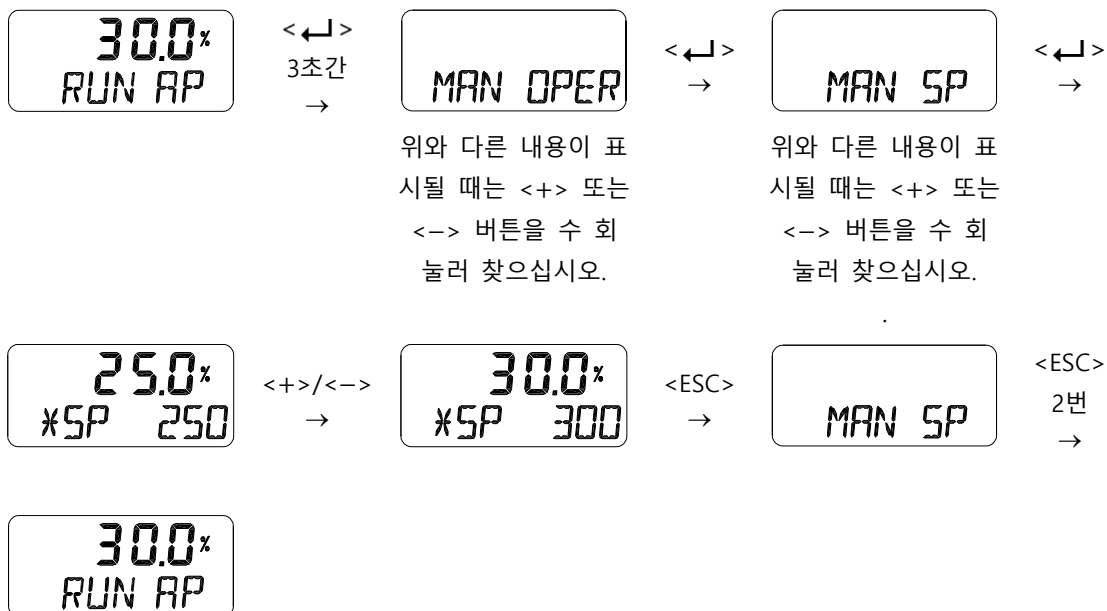 30.0%
RUN AP
<↵>
3초간
→
MAN OPER
<↵>
→
MAN SP
<↵>
→
위와 다른 내용이 표
시될 때는 <+> 또는
<−> 버튼을 수 회
눌러 찾으십시오.
위와 다른 내용이 표
시될 때는 <+> 또는
<−> 버튼을 수 회
눌러 찾으십시오.
.
25.0%
*SP 250
<+>/<−>
→
30.0%
*SP 300
<ESC>
→
MAN SP
<ESC>
2번
→
30.0%
RUN AP